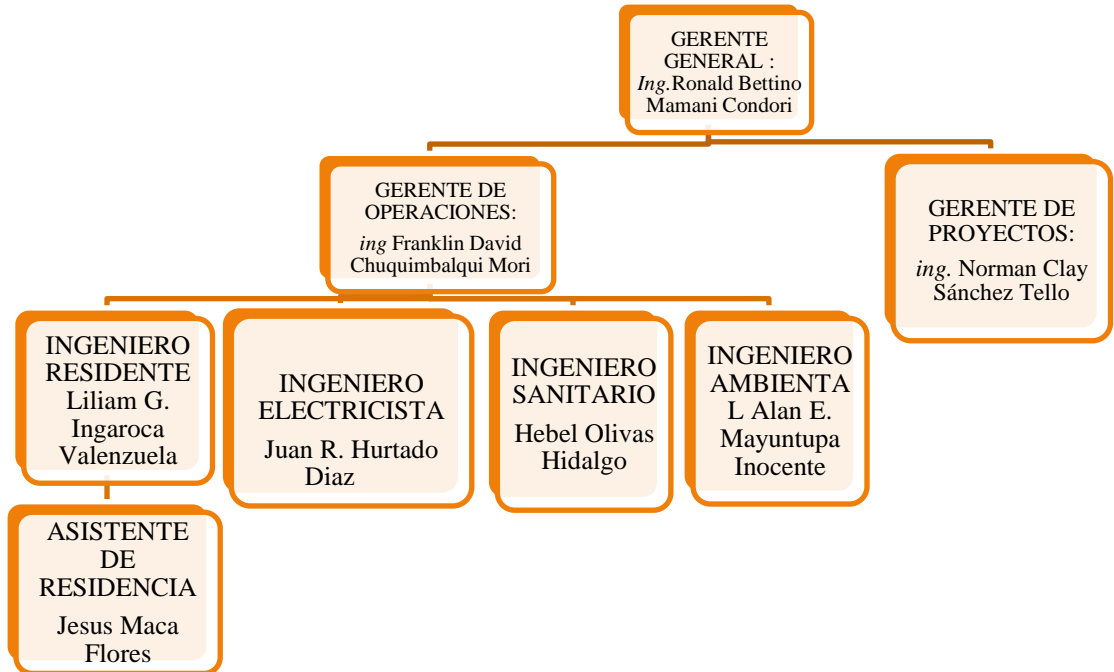 GERENTE
GENERAL :
Ing.Ronald Bettino
Mamani Condori
GERENTE DE
OPERACIONES:
ing Franklin David
Chuquimbalqui Mori
GERENTE DE
PROYECTOS:
ing. Norman Clay
Sánchez Tello
INGENIERO
RESIDENTE
Liliam G.
Ingaroca
Valenzuela
INGENIERO
ELECTRICISTA
Juan R. Hurtado
Diaz
INGENIERO
SANITARIO
Hebel Olivas
Hidalgo
INGENIERO
AMBIENTA
L Alan E.
Mayuntupa
Inocente
ASISTENTE
DE
RESIDENCIA
Jesus Maca
Flores